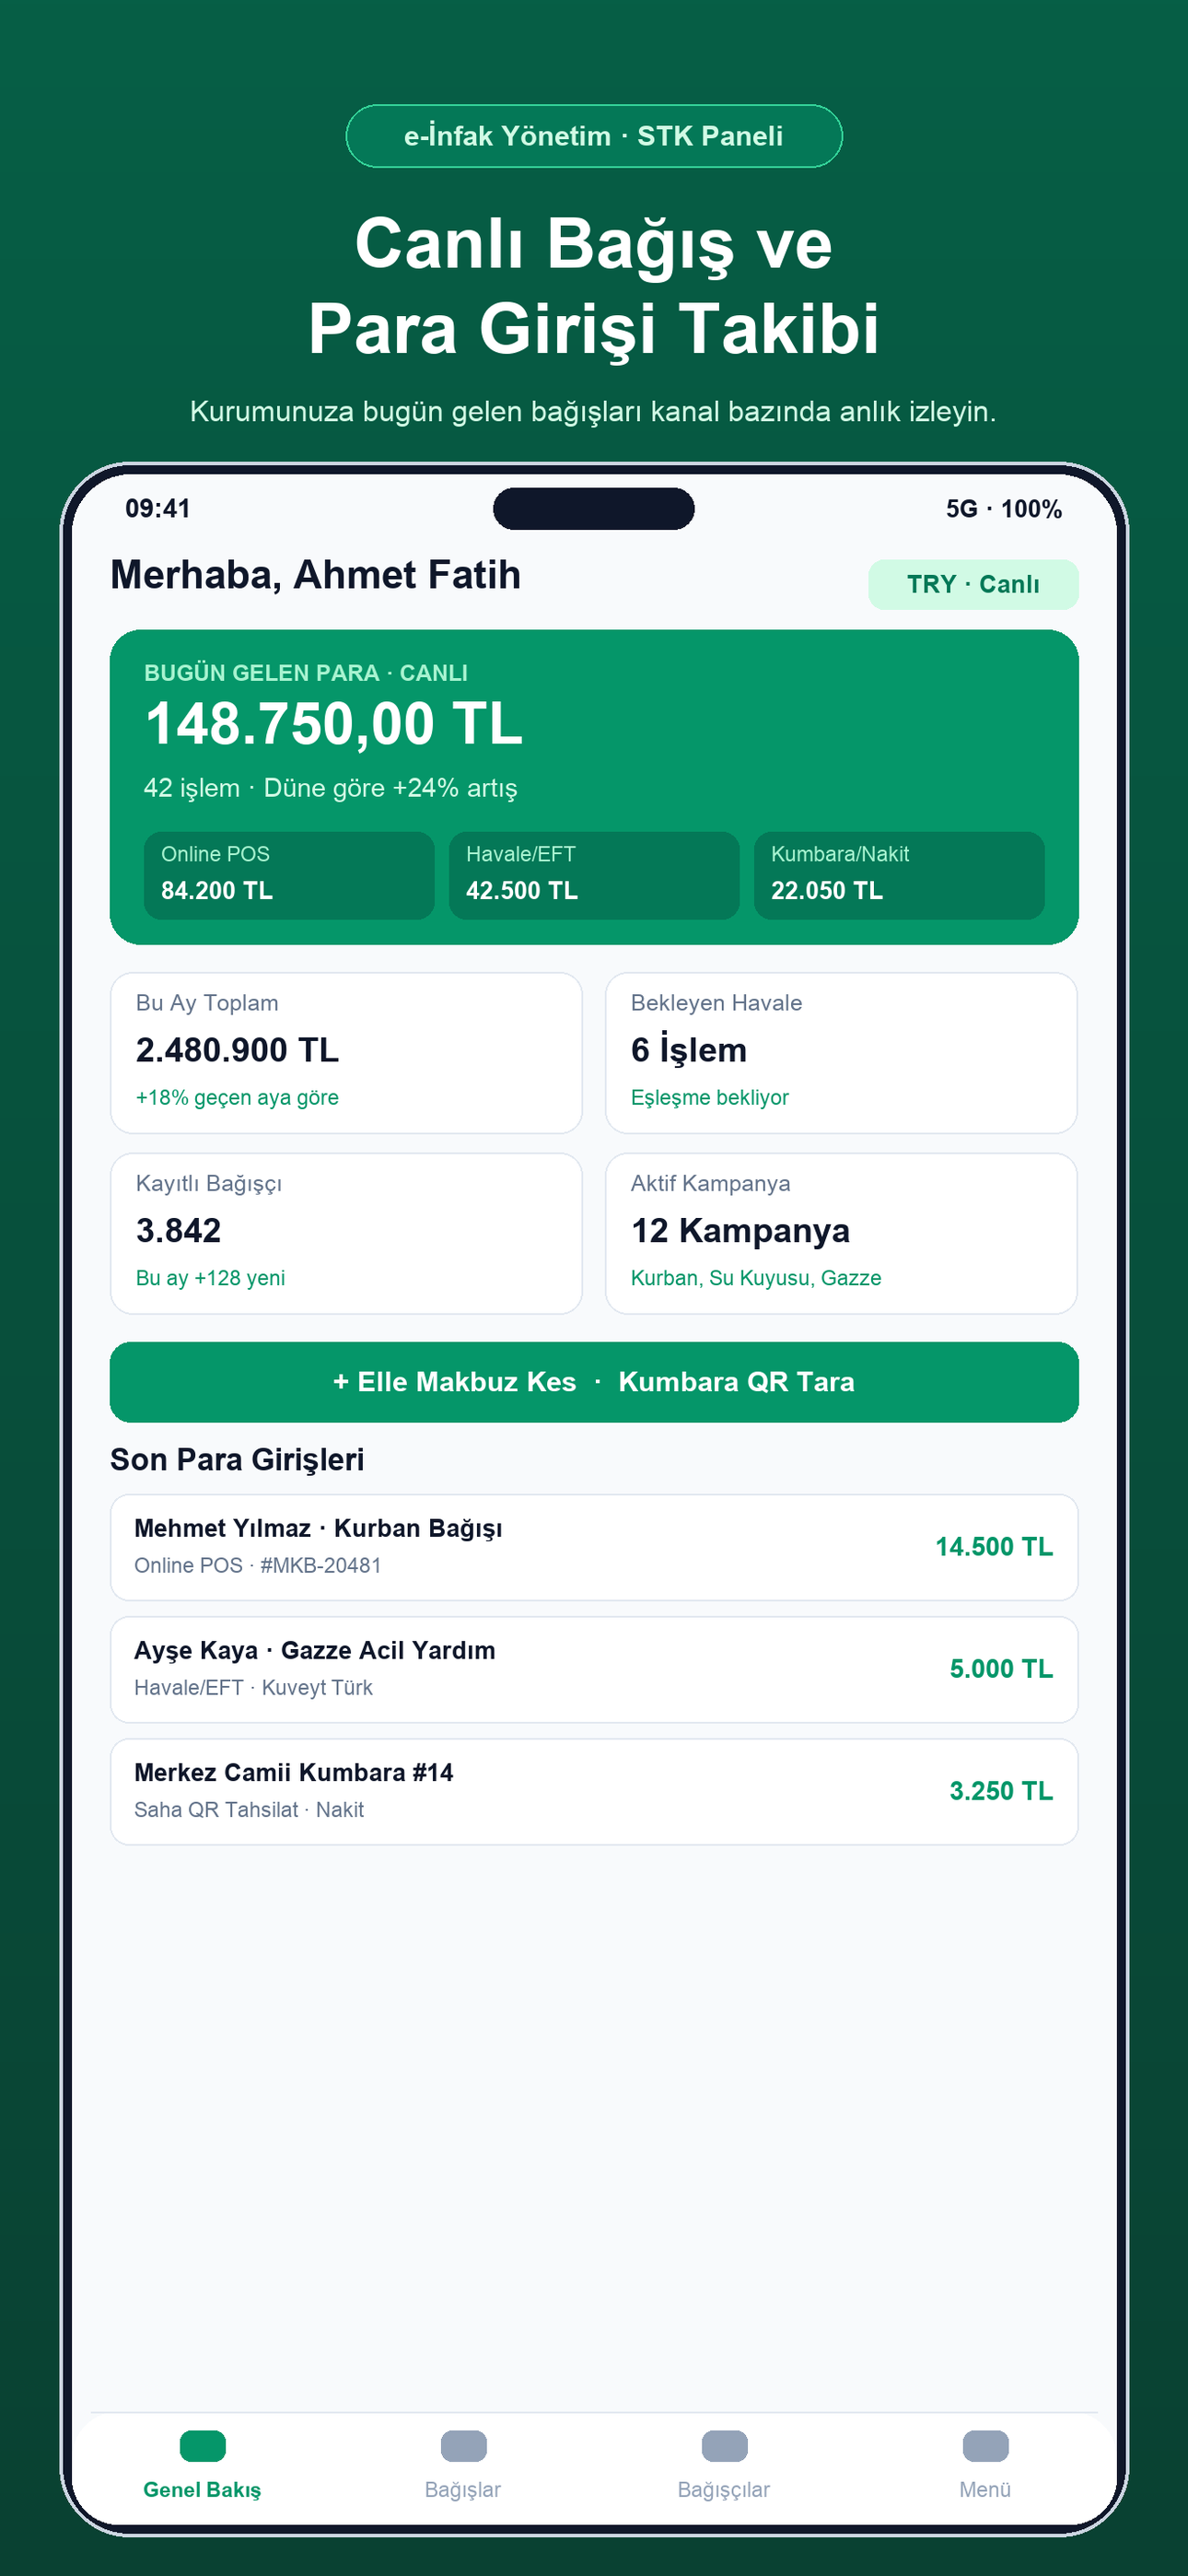 e-İnfak Yönetim · STK Paneli
Canlı Bağış ve
Para Girişi Takibi
Kurumunuza bugün gelen bağışları kanal bazında anlık izleyin.
09:41
5G · 100%
Merhaba, Ahmet Fatih
TRY · Canlı
BUGÜN GELEN PARA · CANLI
148.750,00 TL
42 işlem · Düne göre +24% artış
Online POS
84.200 TL
Havale/EFT
42.500 TL
Kumbara/Nakit
22.050 TL
Bu Ay Toplam
2.480.900 TL
+18% geçen aya göre
Bekleyen Havale
6 İşlem
Eşleşme bekliyor
Kayıtlı Bağışçı
3.842
Bu ay +128 yeni
Aktif Kampanya
12 Kampanya
Kurban, Su Kuyusu, Gazze
+ Elle Makbuz Kes · Kumbara QR Tara
Son Para Girişleri
Mehmet Yılmaz · Kurban Bağışı
Online POS · #MKB-20481
14.500 TL
Ayşe Kaya · Gazze Acil Yardım
Havale/EFT · Kuveyt Türk
5.000 TL
Merkez Camii Kumbara #14
Saha QR Tahsilat · Nakit
3.250 TL
Genel Bakış
Bağışlar
Bağışçılar
Menü